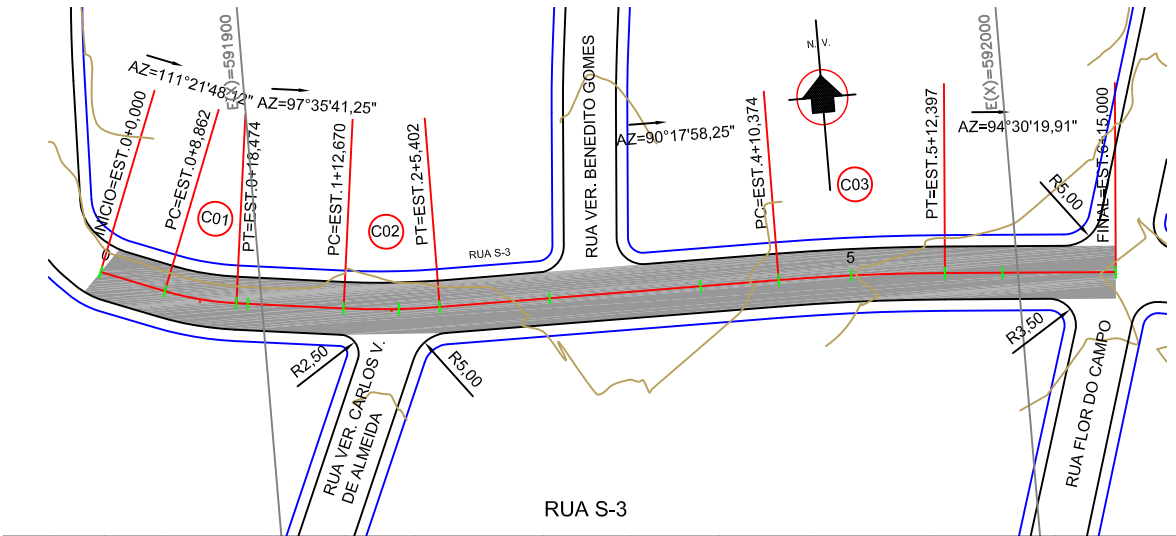 AZ=111°21'48,12"
E(X)=591900
AZ=97°35'41,25"
INICIO=EST.0+0,000
0
PC=EST.0+8,862
PT=EST.0+18,474
C01
PC=EST.1+12,670
C02
PT=EST.2+5,402
RUA S-3
RUA VER. BENEDITO GOMES
AZ=90°17'58,25"
N. V.
PC=EST.4+10,374
C03
5
PT=EST.5+12,397
E(X)=592000
AZ=94°30'19,91"
R5,00
FINAL=EST.6+15,000
R2,50
RUA VER. CARLOS V.
DE ALMEIDA
R5,00
R3,50
RUA FLOR DO CAMPO
RUA S-3